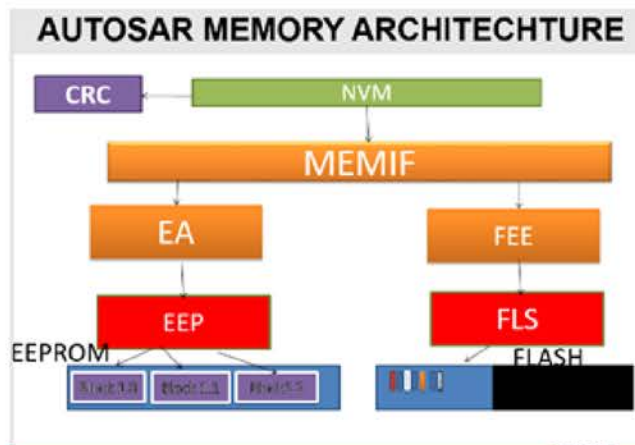 AUTOSAR MEMORY ARCHITECHTURE
CRC
NVM
MEMIF
EA
FEE
EEP
FLS
EEPROM
FLASH